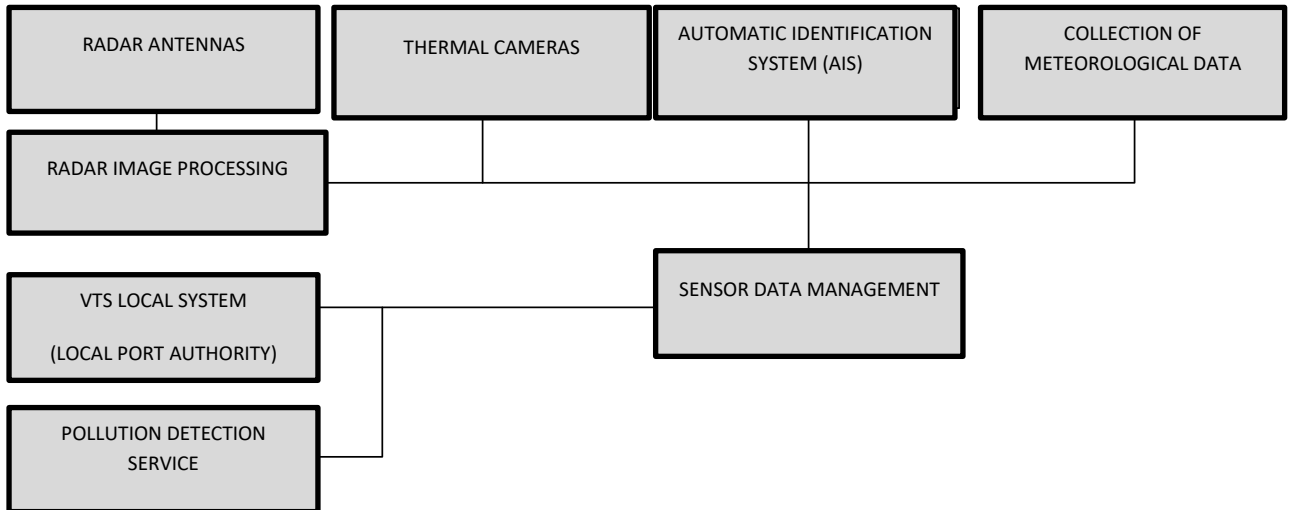 RADAR ANTENNAS
THERMAL CAMERAS
AUTOMATIC IDENTIFICATION
SYSTEM (AIS)
COLLECTION OF
METEOROLOGICAL DATA
RADAR IMAGE PROCESSING
VTS LOCAL SYSTEM
(LOCAL PORT AUTHORITY)
SENSOR DATA MANAGEMENT
POLLUTION DETECTION
SERVICE